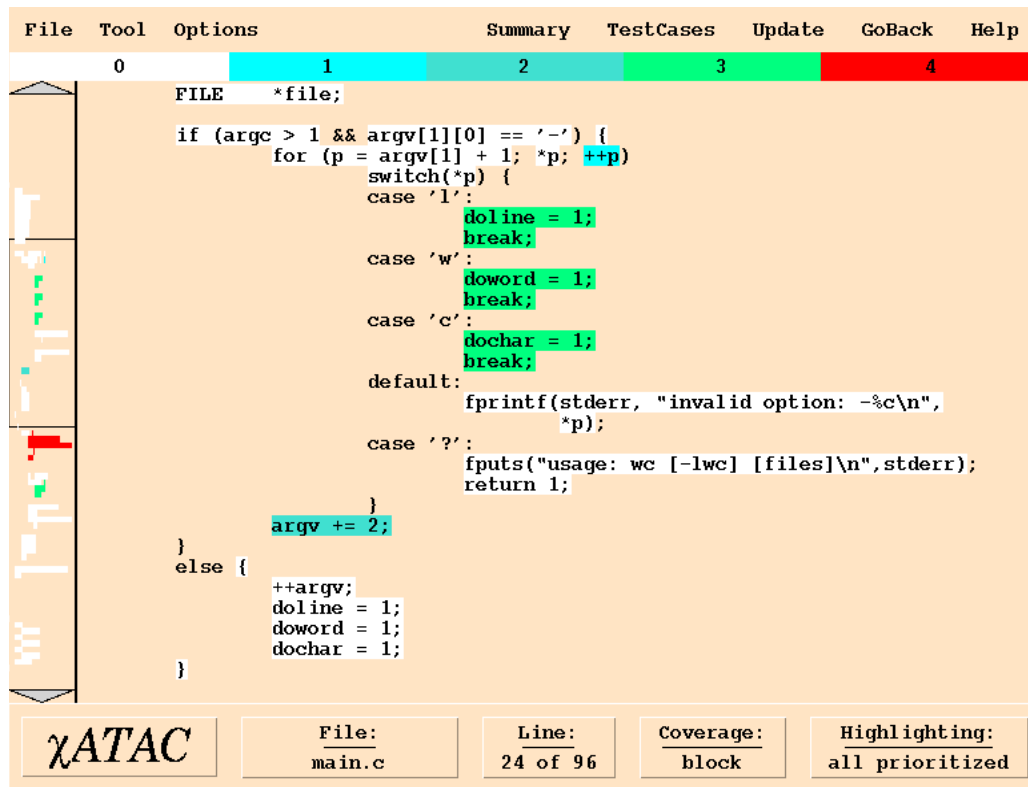 File Tool Options Summary TestCases Update GoBack Help
0 1 2 3 4
FILE *file;
if (argc > 1 && argv[1][0] == '-') {
for (p = argv[1] + 1; *p; ++p)
switch(*p) {
case 'l':
doline = 1;
break;
case 'w':
doword = 1;
break;
case 'c':
dochar = 1;
break;
default:
fprintf(stderr, "invalid option: -%c\n",
*p);
case '?':
fputs("usage: wc [-lwc] [files]\n",stderr);
return 1;
}
argv += 2;
}
else {
++argv;
doline = 1;
doword = 1;
dochar = 1;
}
χATAC
File: Line: Coverage: Highlighting:
main.c 24 of 96 block all prioritized